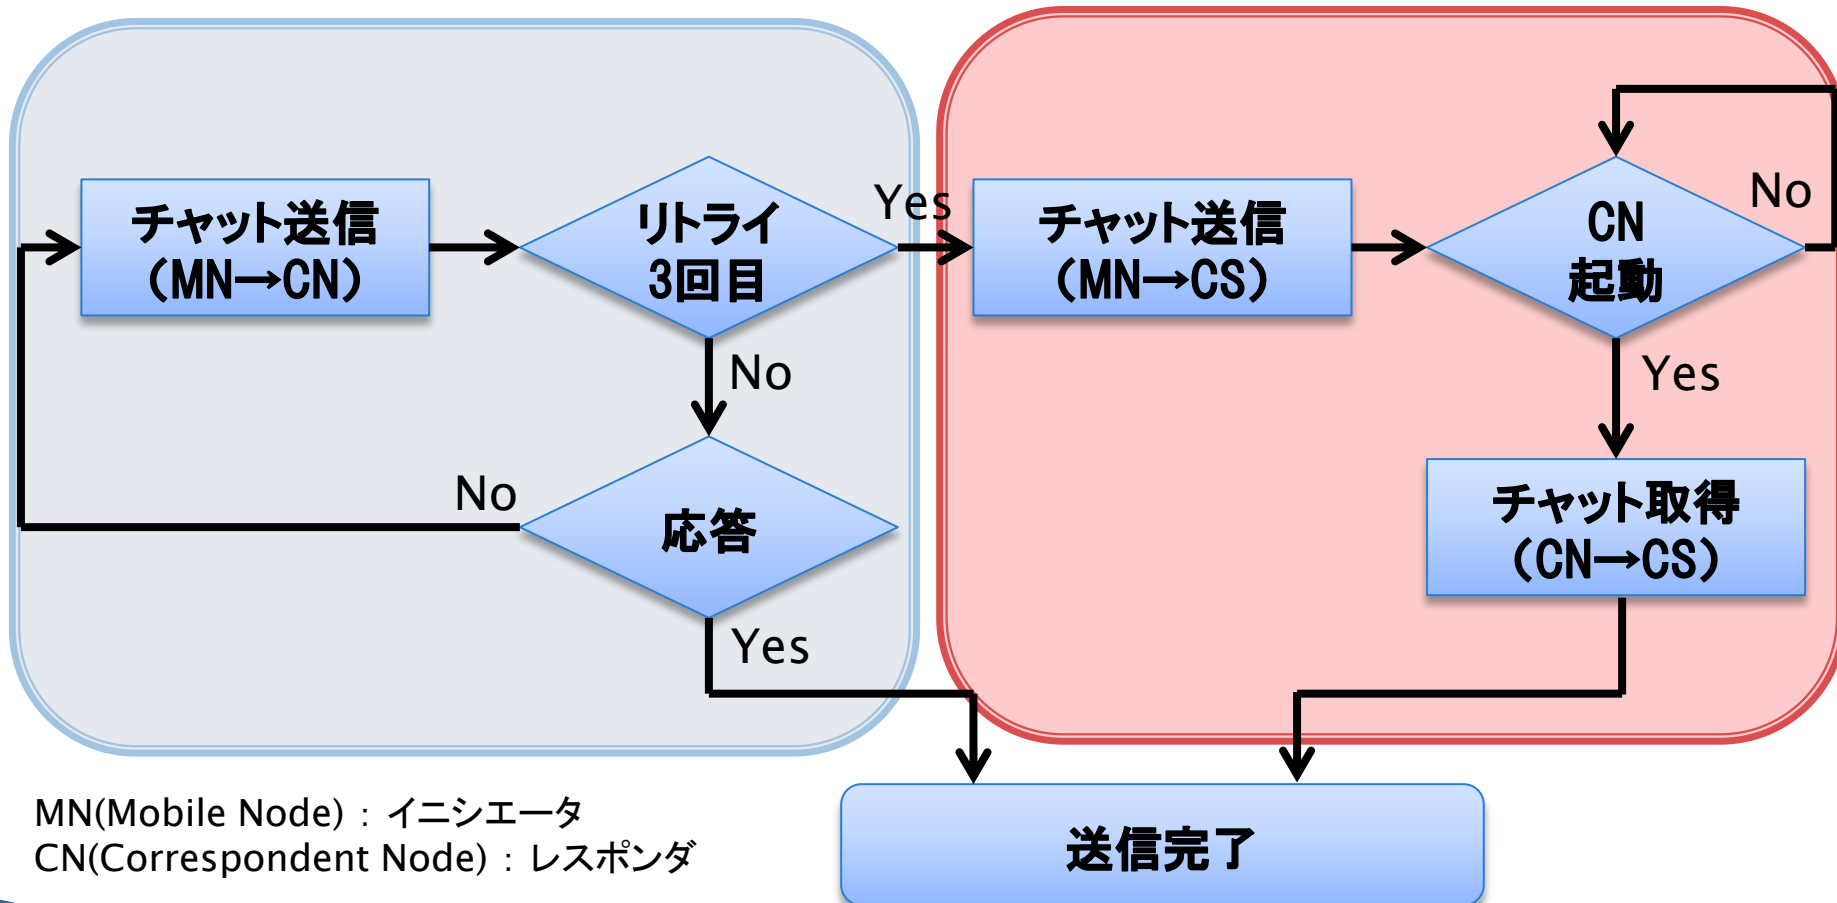 チャット送信
（MN→CN）
リトライ
3回目
Yes
チャット送信
（MN→CS）
CN
起動
No
No
Yes
No
応答
チャット取得
（CN→CS）
Yes
MN(Mobile Node)：イニシエータ
CN(Correspondent Node)：レスポンダ
送信完了